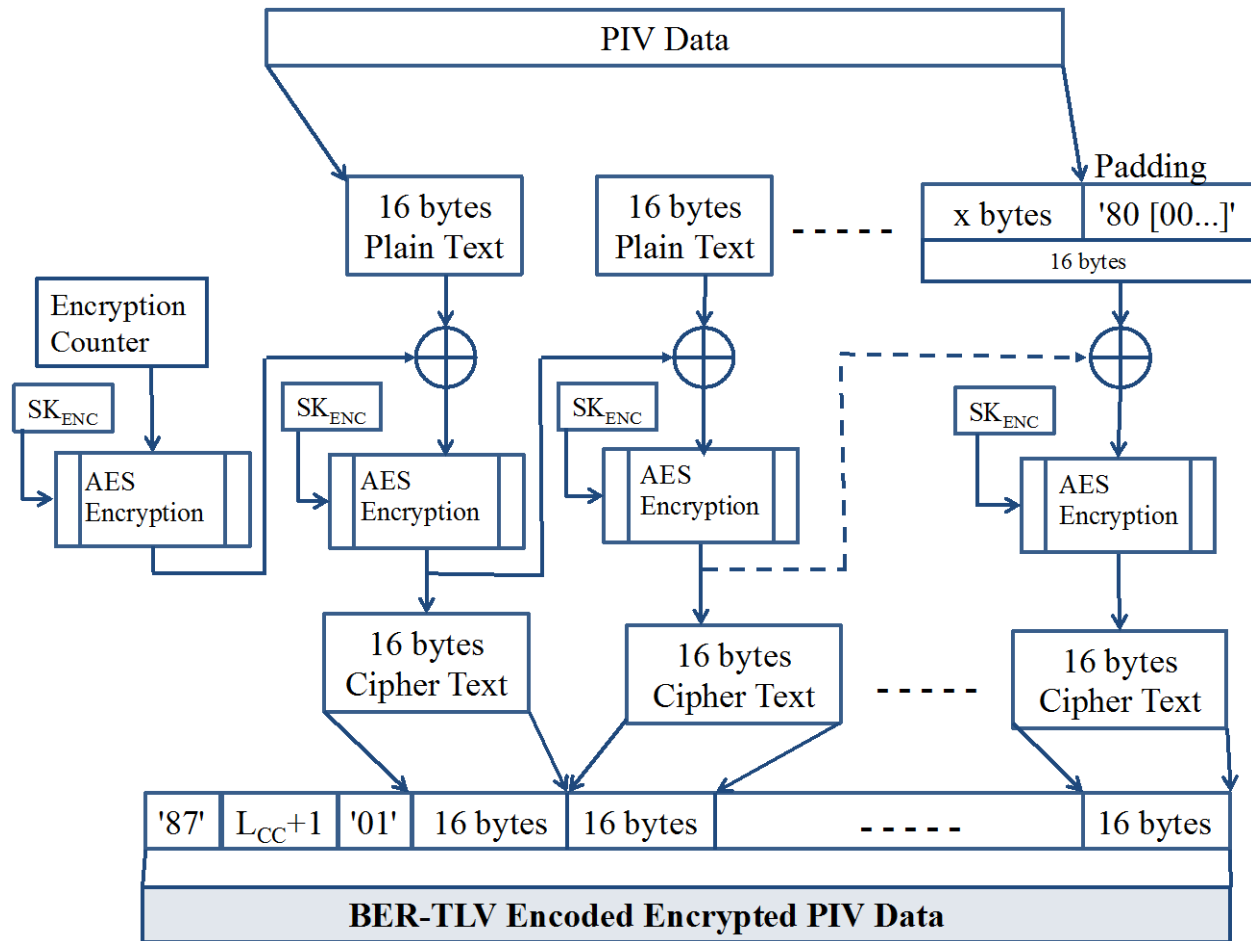 PIV Data
Padding
16 bytes
Plain Text
16 bytes
Plain Text
- - - - -
x bytes
'80 [00...]'
16 bytes
Encryption
Counter
SK_ENC
SK_ENC
SK_ENC
SK_ENC
AES
Encryption
AES
Encryption
AES
Encryption
AES
Encryption
16 bytes
Cipher Text
16 bytes
Cipher Text
- - - - -
16 bytes
Cipher Text
'87'
L_CC+1
'01'
16 bytes
16 bytes
- - - - -
16 bytes
BER-TLV Encoded Encrypted PIV Data